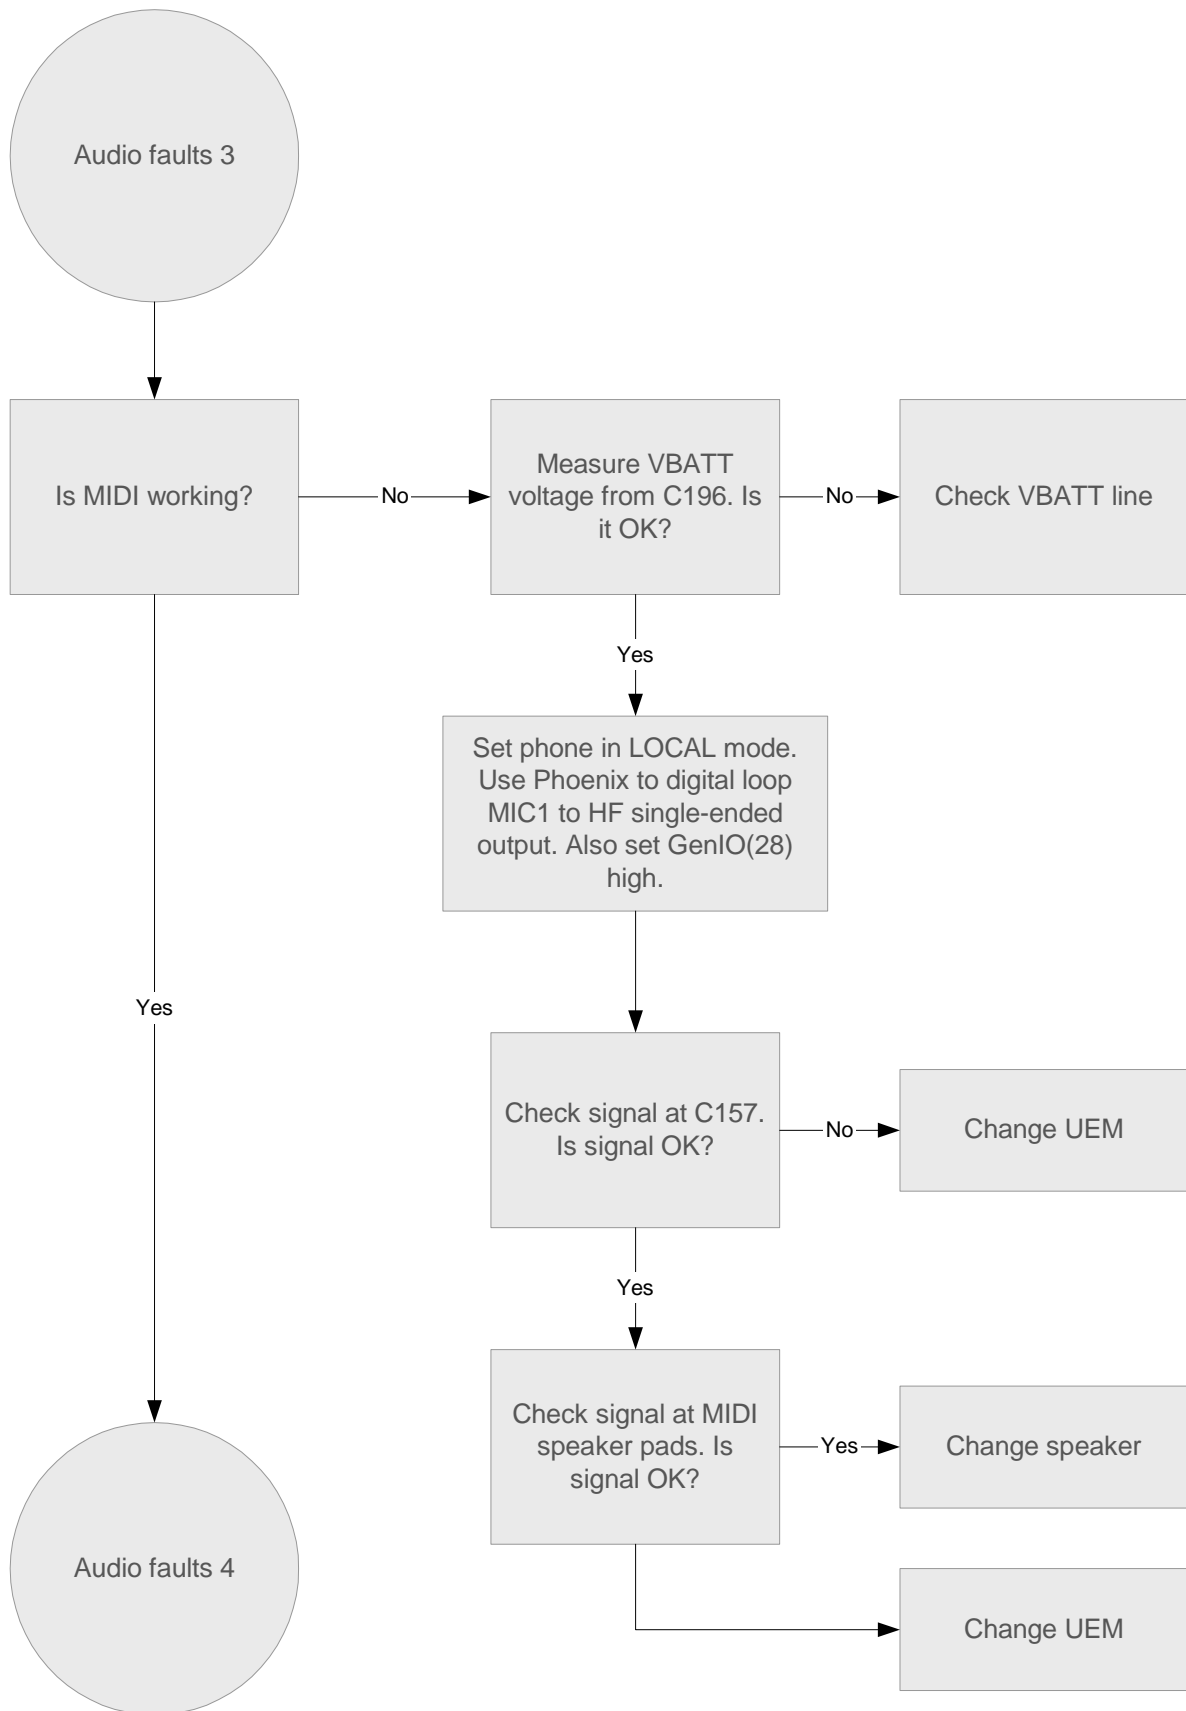 Audio faults 3
Is MIDI working?
No
Measure VBATT
voltage from C196. Is
it OK?
No
Check VBATT line
Yes
Set phone in LOCAL mode.
Use Phoenix to digital loop
MIC1 to HF single-ended
output. Also set GenIO(28)
high.
Yes
Check signal at C157.
Is signal OK?
No
Change UEM
Yes
Check signal at MIDI
speaker pads. Is
signal OK?
Yes
Change speaker
Audio faults 4
Change UEM